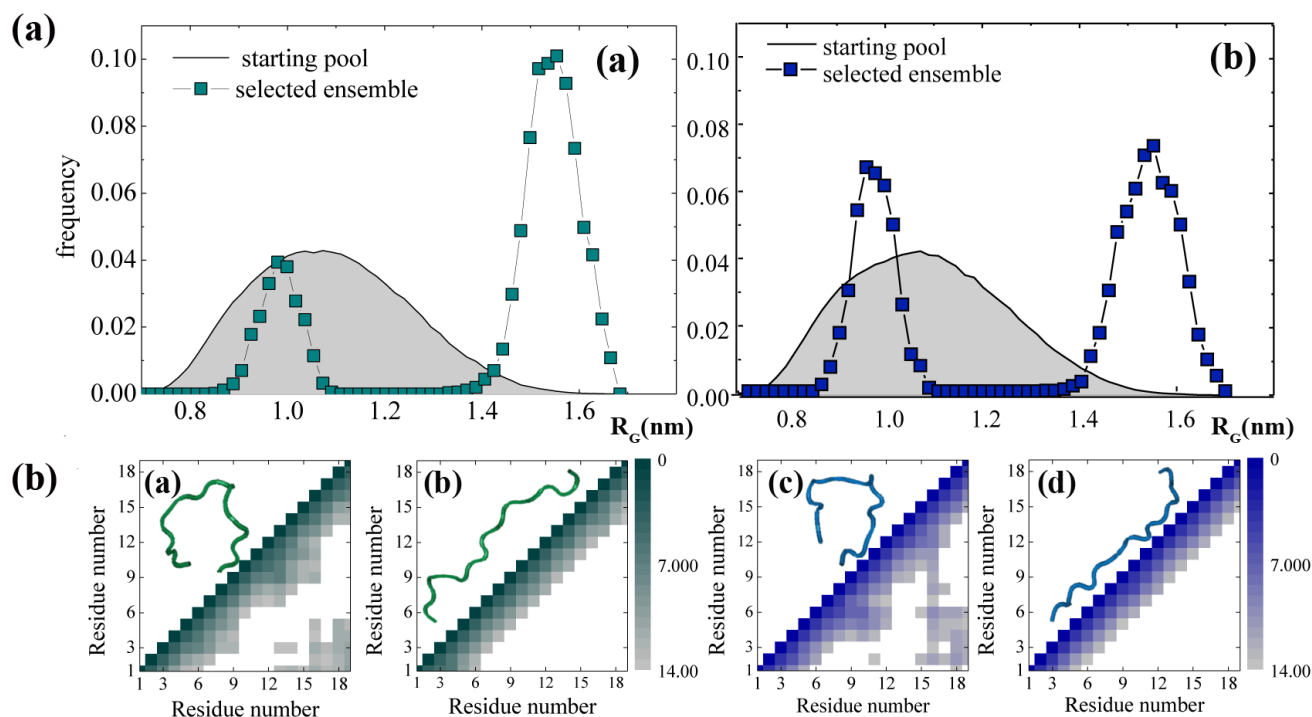 (a)
starting pool
selected ensemble
(a)
0.10
0.08
0.06
0.04
0.02
0.00
frequency
0.8 1.0 1.2 1.4 1.6
R_G(nm)
starting pool
selected ensemble
(b)
0.10
0.08
0.06
0.04
0.02
0.00
0.8 1.0 1.2 1.4 1.6
R_G(nm)
(b)
(a)
18
15
12
9
6
3
1
Residue number
1 3 6 9 12 15 18
Residue number
(b)
18
15
12
9
6
3
1
Residue number
1 3 6 9 12 15 18
Residue number
0
7.000
14.00
(c)
18
15
12
9
6
3
1
Residue number
1 3 6 9 12 15 18
Residue number
(d)
18
15
12
9
6
3
1
Residue number
1 3 6 9 12 15 18
Residue number
0
7.000
14.00